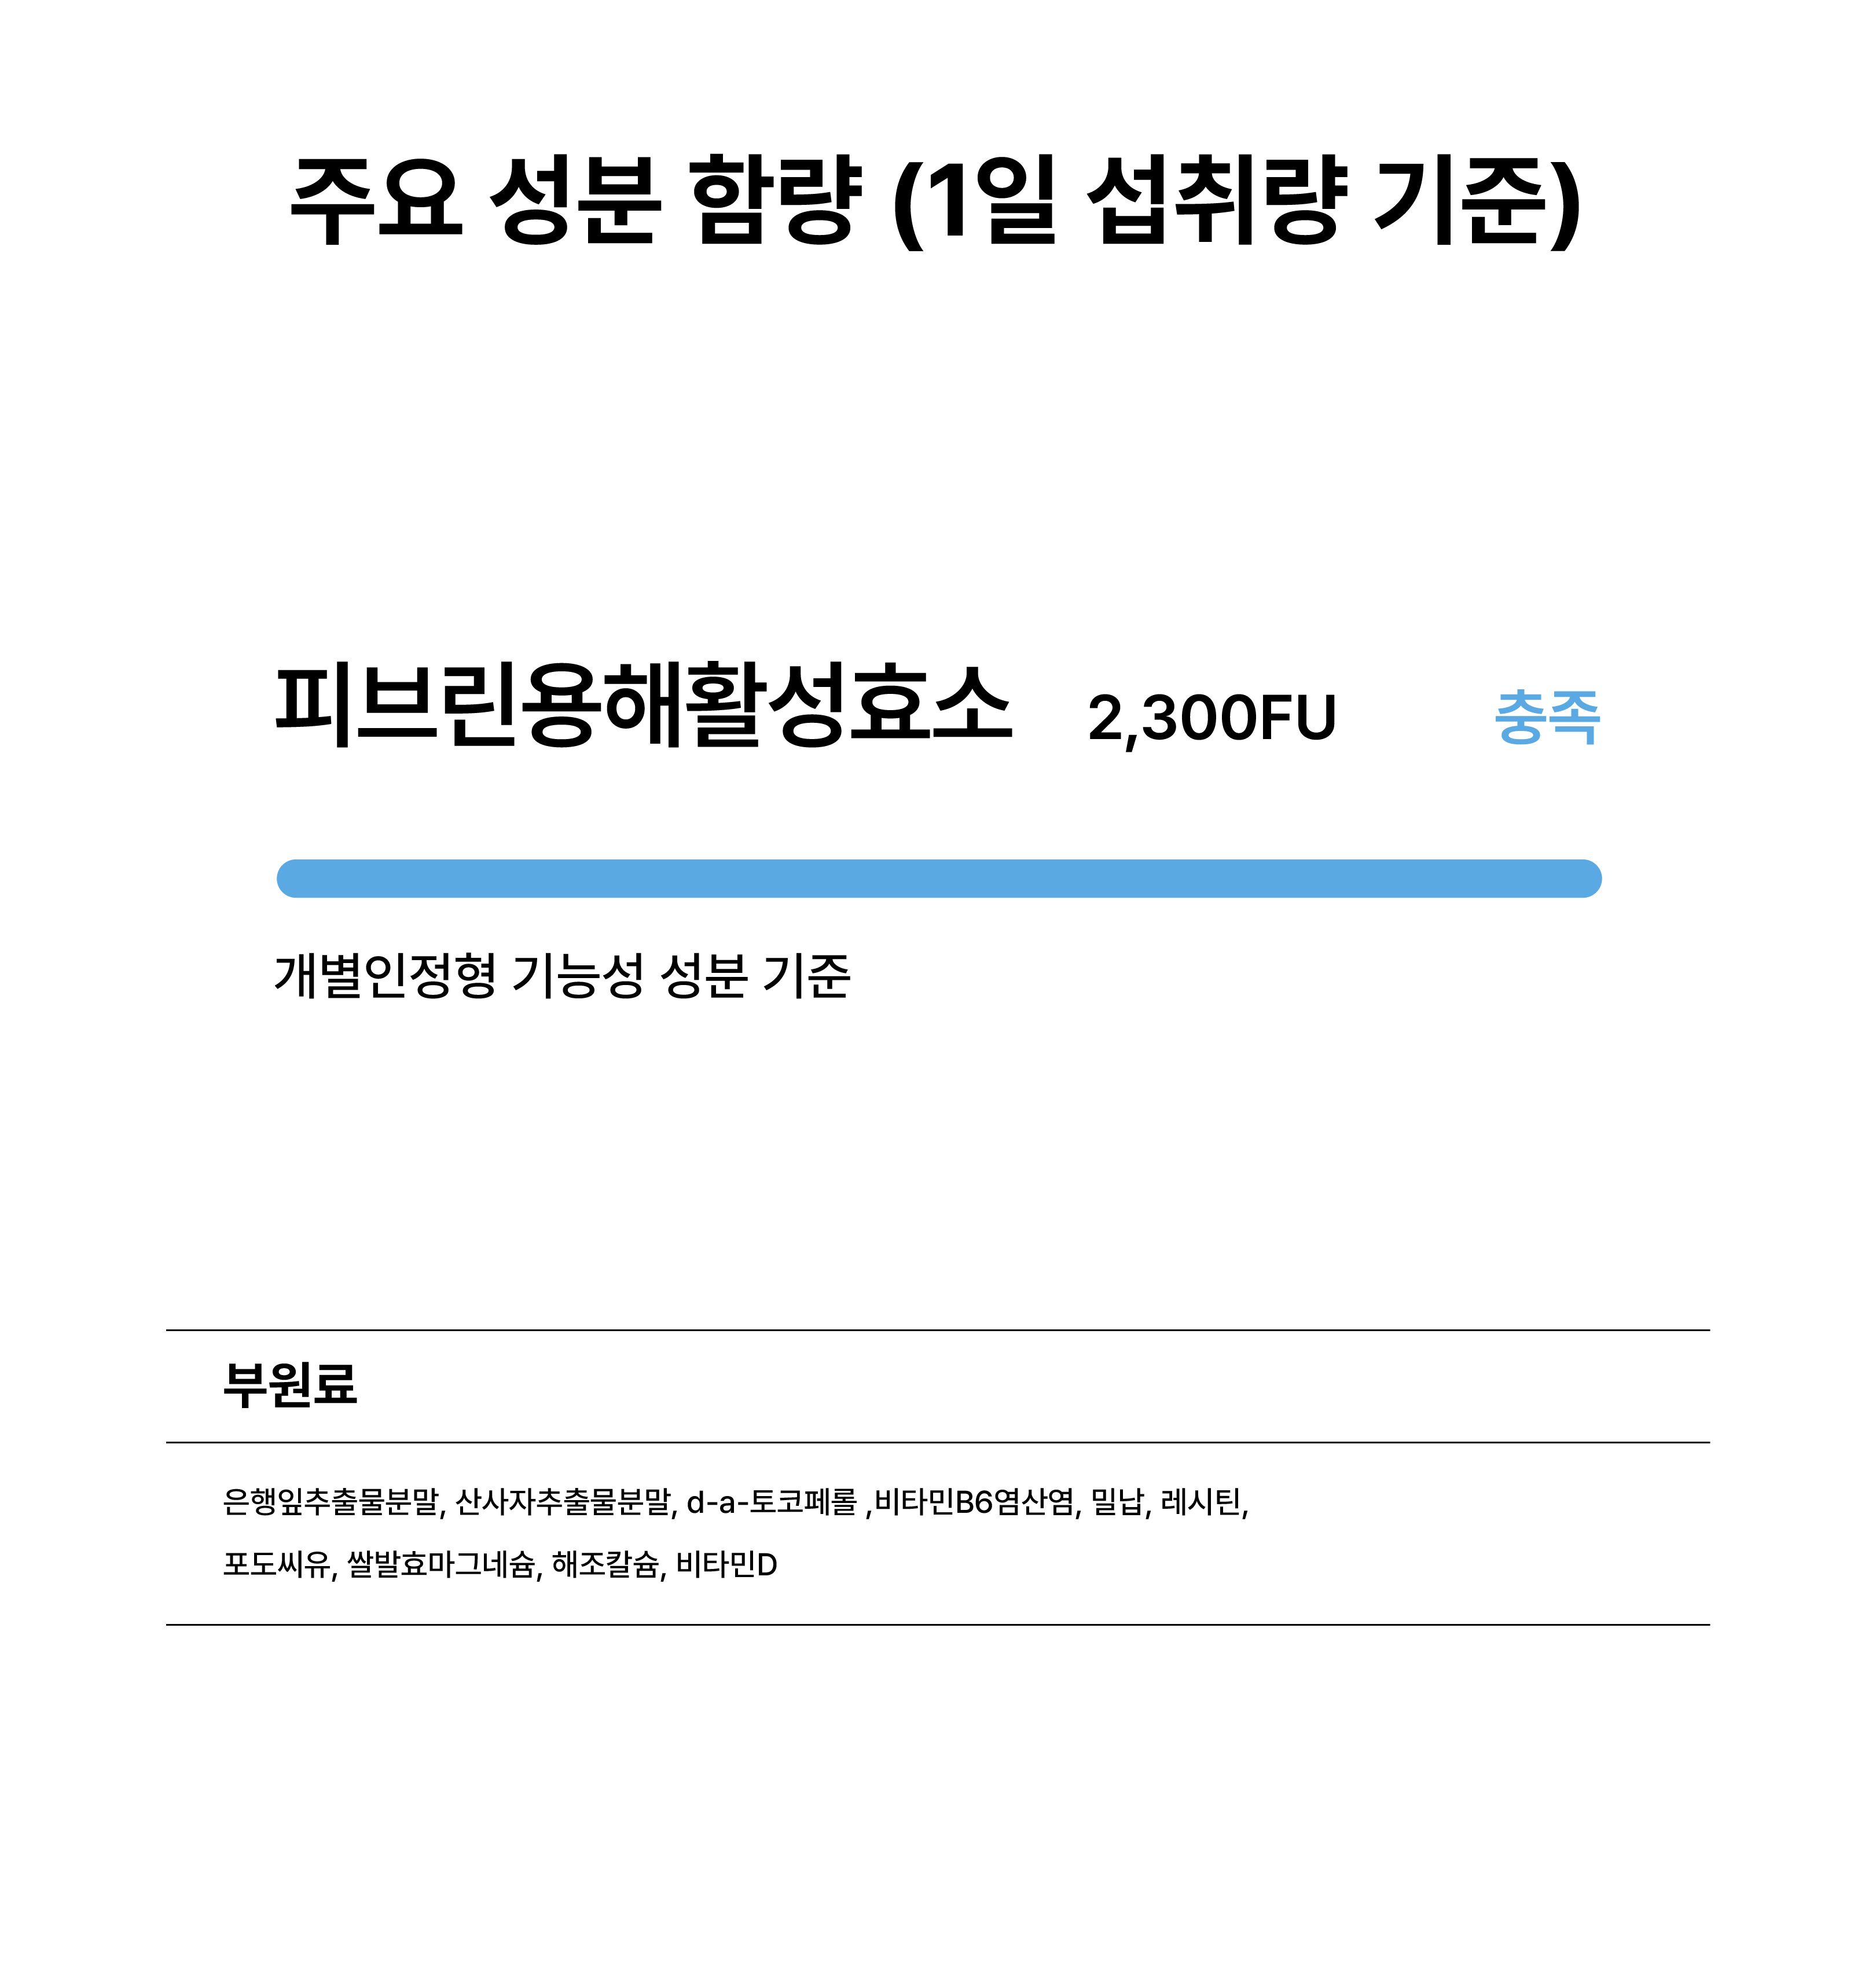 주요 성분 함량 (1일 섭취량 기준)
피브린용해활성효소 2,300FU 충족
개별인정형 기능성 성분 기준
부원료
은행잎추출물분말, 산사자추출물분말, d-a-토코페롤 ,비타민B6염산염, 밀납, 레시틴,
포도씨유, 쌀발효마그네슘, 해조칼슘, 비타민D